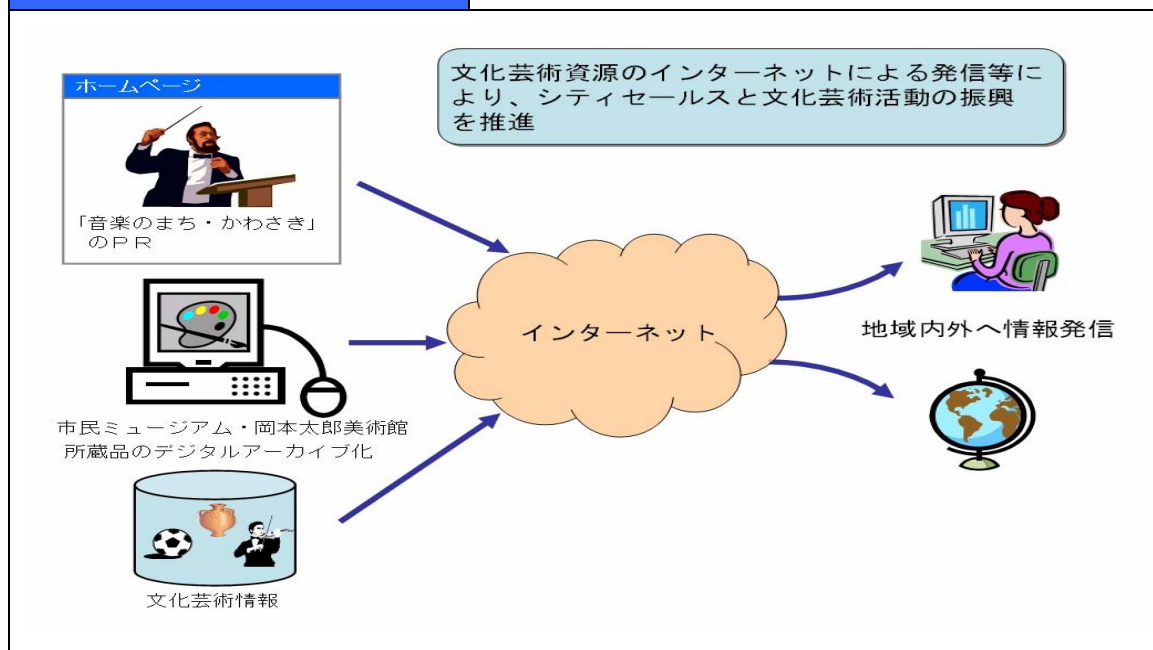 文化芸術資源のインターネットによる発信等に
より、シティセールスと文化芸術活動の振興
を推進
ホームページ
「音楽のまち・かわさき」
のＰＲ
インターネット
地域内外へ情報発信
市民ミュージアム・岡本太郎美術館
所蔵品のデジタルアーカイブ化
文化芸術情報